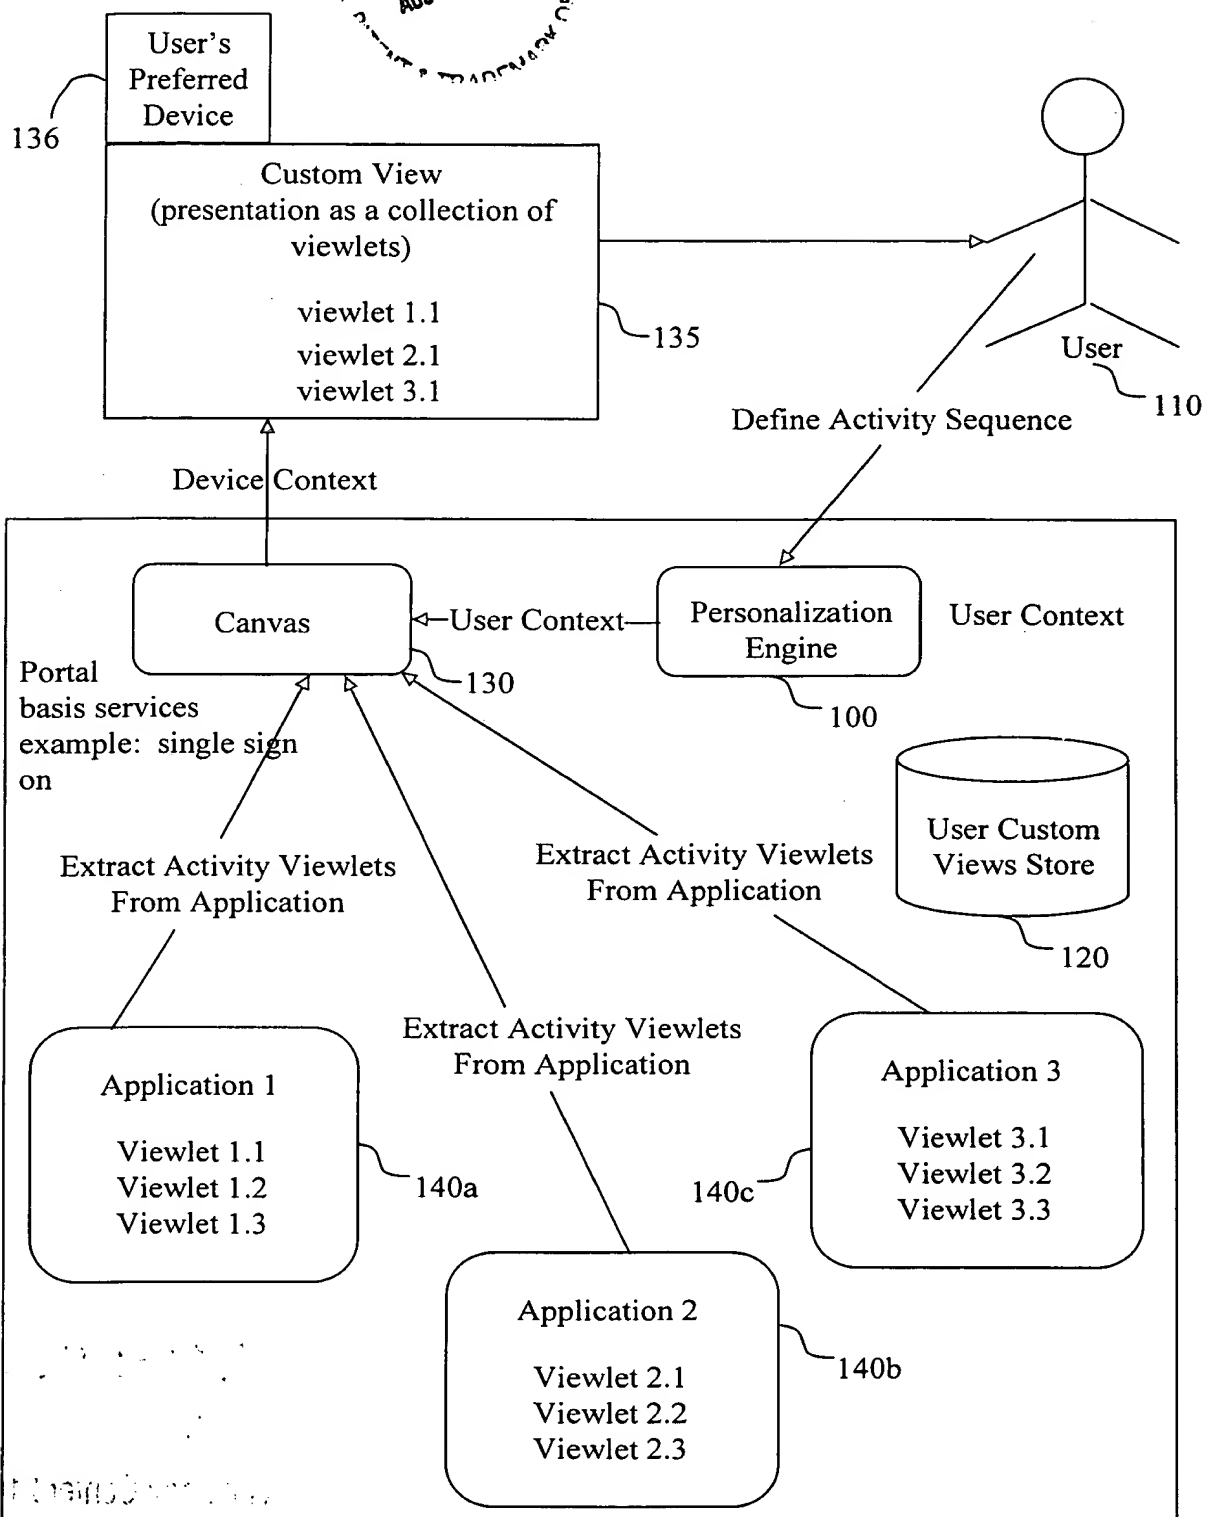 User's
Preferred
Device
136
& TRADEMARK
Custom View
(presentation as a collection of
viewlets)
viewlet 1.1
viewlet 2.1
viewlet 3.1
135
User
110
Define Activity Sequence
Device Context
Canvas
User Context
Personalization
Engine
User Context
130
100
Portal
basis services
example: single sign
on
User Custom
Views Store
120
Extract Activity Viewlets
From Application
Extract Activity Viewlets
From Application
Extract Activity Viewlets
From Application
Application 1
Viewlet 1.1
Viewlet 1.2
Viewlet 1.3
140a
Application 3
Viewlet 3.1
Viewlet 3.2
Viewlet 3.3
140c
Application 2
Viewlet 2.1
Viewlet 2.2
Viewlet 2.3
140b